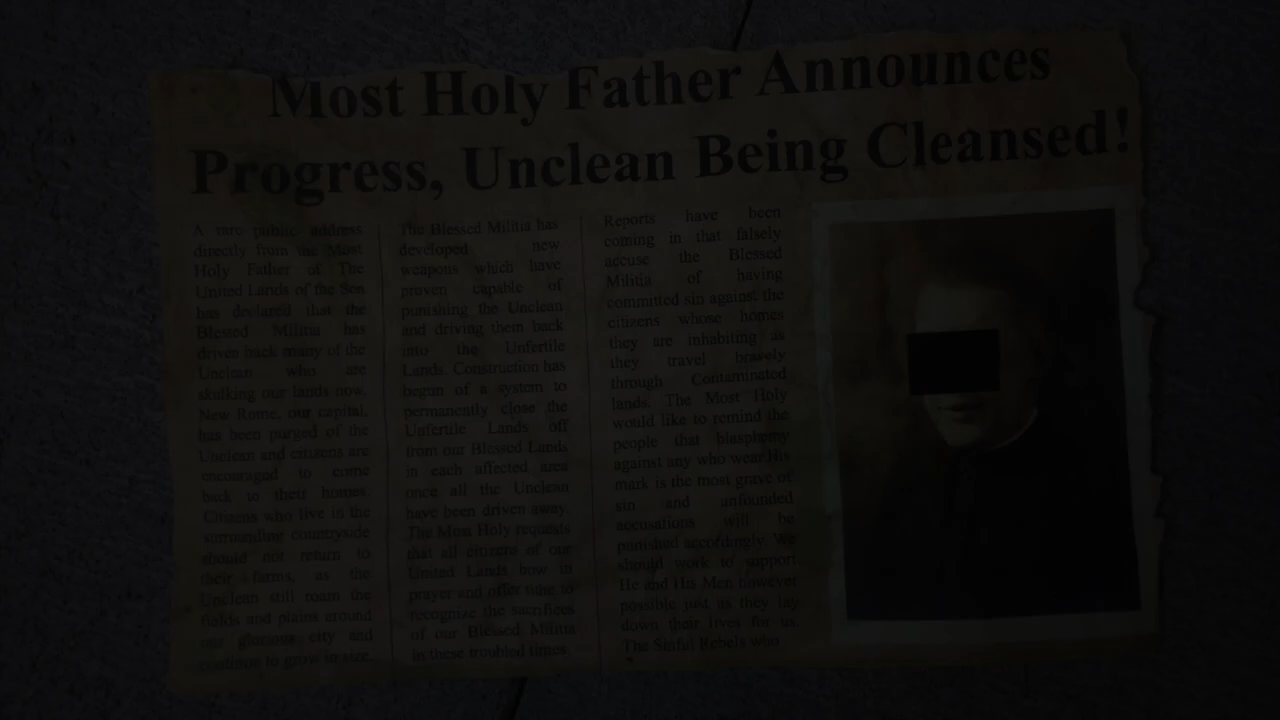 Most Holy Father Announces
Progress, Unclean Being Cleansed!
A rare public address
directly from the Most
Holy Father of The
United Lands of the Son
has declared that the
Blessed Militia has
driven back many of the
Unclean who are
skulking our lands now.
New Rome, our capital,
has been purged of the
Unclean and citizens are
encouraged to come
back to their homes.
Citizens who live in the
surrounding countryside
should not return to
their farms, as the
Unclean still roam the
fields and plains around
our glorious city and
continue to grow in size.
The Blessed Militia has
developed new
weapons which have
proven capable of
punishing the Unclean
and driving them back
into the Unfertile
Lands. Construction has
begun of a system to
permanently close the
Unfertile Lands off
from our Blessed Lands
in each affected area
once all the Unclean
have been driven away.
The Most Holy requests
that all citizens of our
United Lands bow in
prayer and offer time to
recognize the sacrifices
of our Blessed Militia
in these troubled times.
Reports have been
coming in that falsely
accuse the Blessed
Militia of having
committed sin against the
citizens whose homes
they are inhabiting as
they travel bravely
through Contaminated
lands. The Most Holy
would like to remind the
people that blasphemy
against any who wear His
mark is the most grave of
sin and unfounded
accusations will be
punished accordingly. We
should work to support
He and His Men however
possible just as they lay
down their lives for us.
The Sinful Rebels who